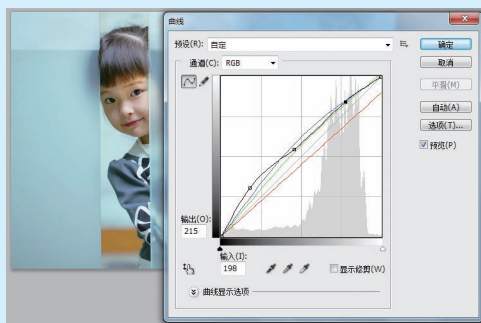 曲线
预设(R): 自定
确定
通道(C): RGB
取消
平滑(M)
自动(A)
选项(T)...
预览(P)
输出(O):
215
输入(I):
198
显示修剪(W)
曲线显示选项